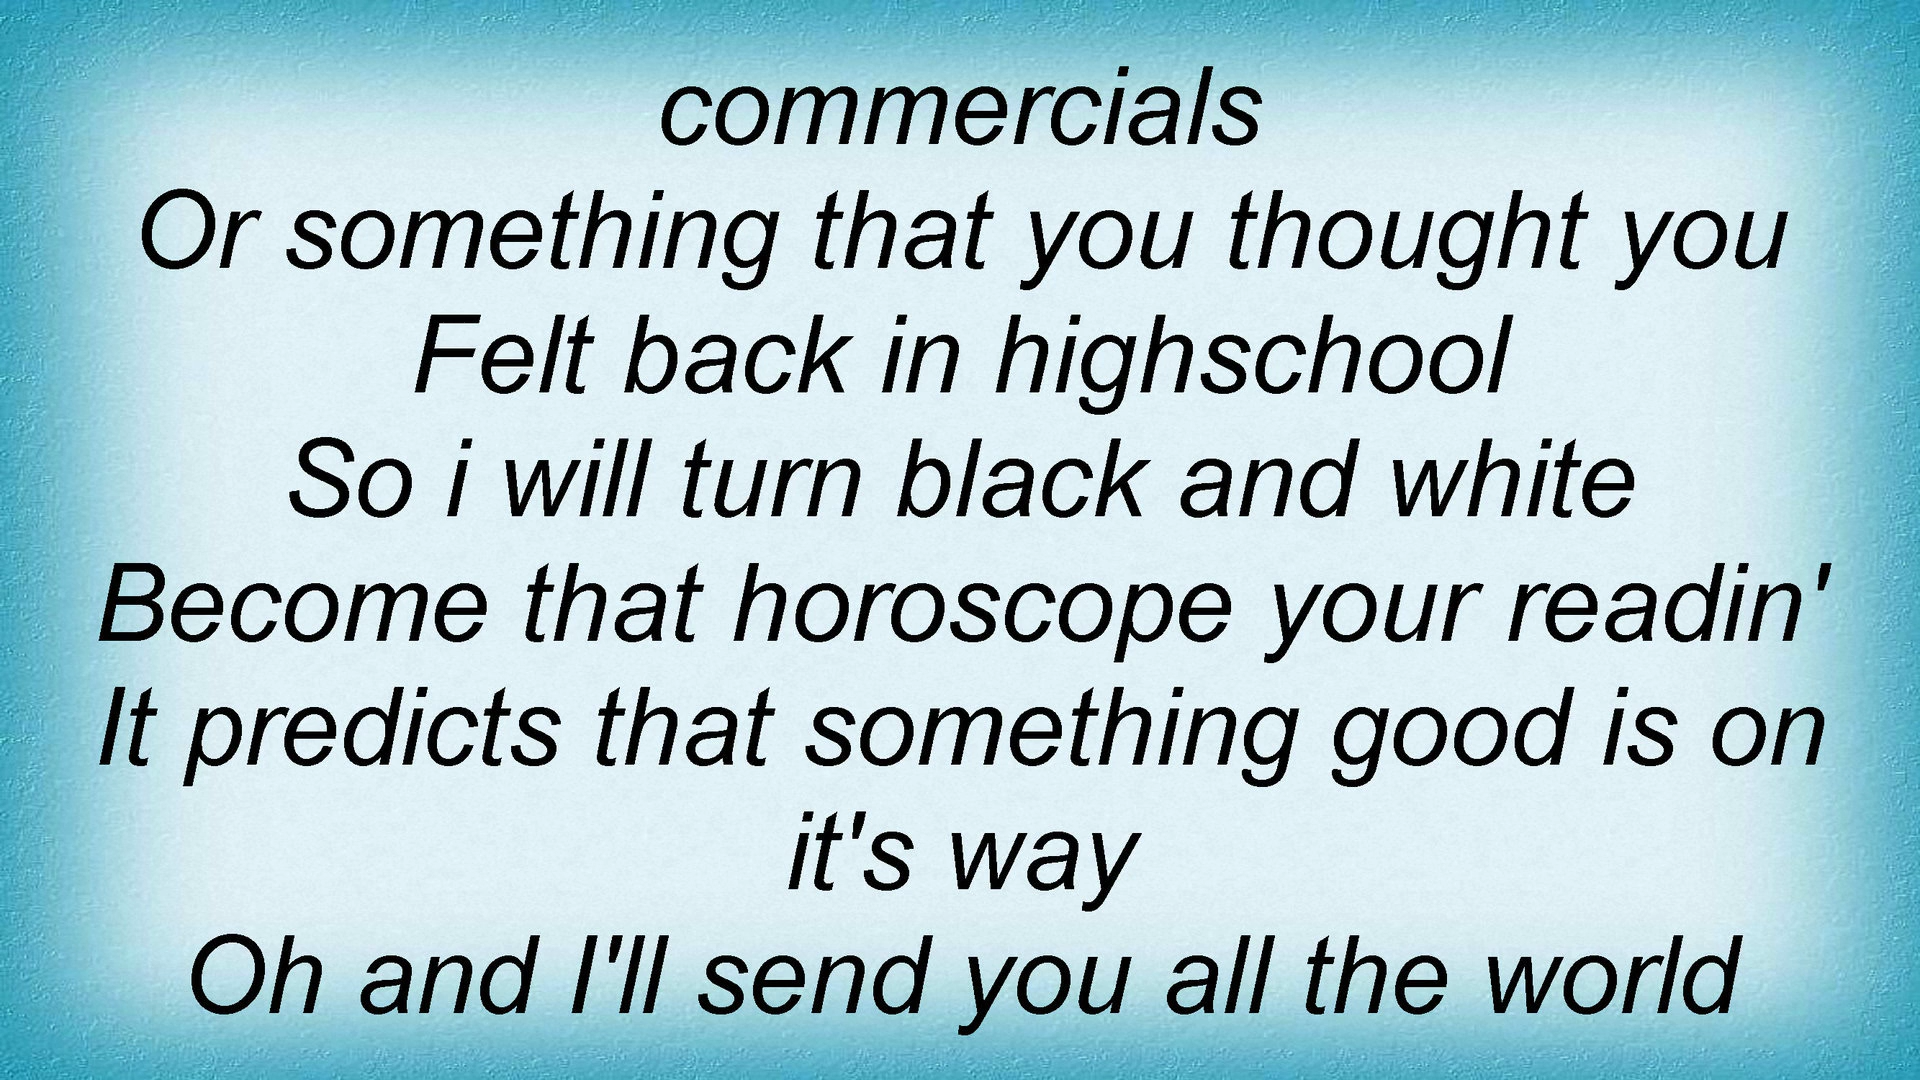 commercials
Or something that you thought you
Felt back in highschool
So i will turn black and white
Become that horoscope your readin'
It predicts that something good is on
it's way
Oh and I'll send you all the world